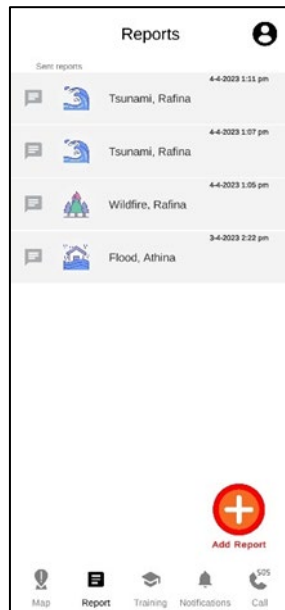 Reports
Sent reports
4-4-2023 1:11 pm
Tsunami, Rafina
4-4-2023 1:07 pm
Tsunami, Rafina
4-4-2023 1:05 pm
Wildfire, Rafina
3-4-2023 2:22 pm
Flood, Athina
Add Report
SOS
Map Report Training Notifications Call